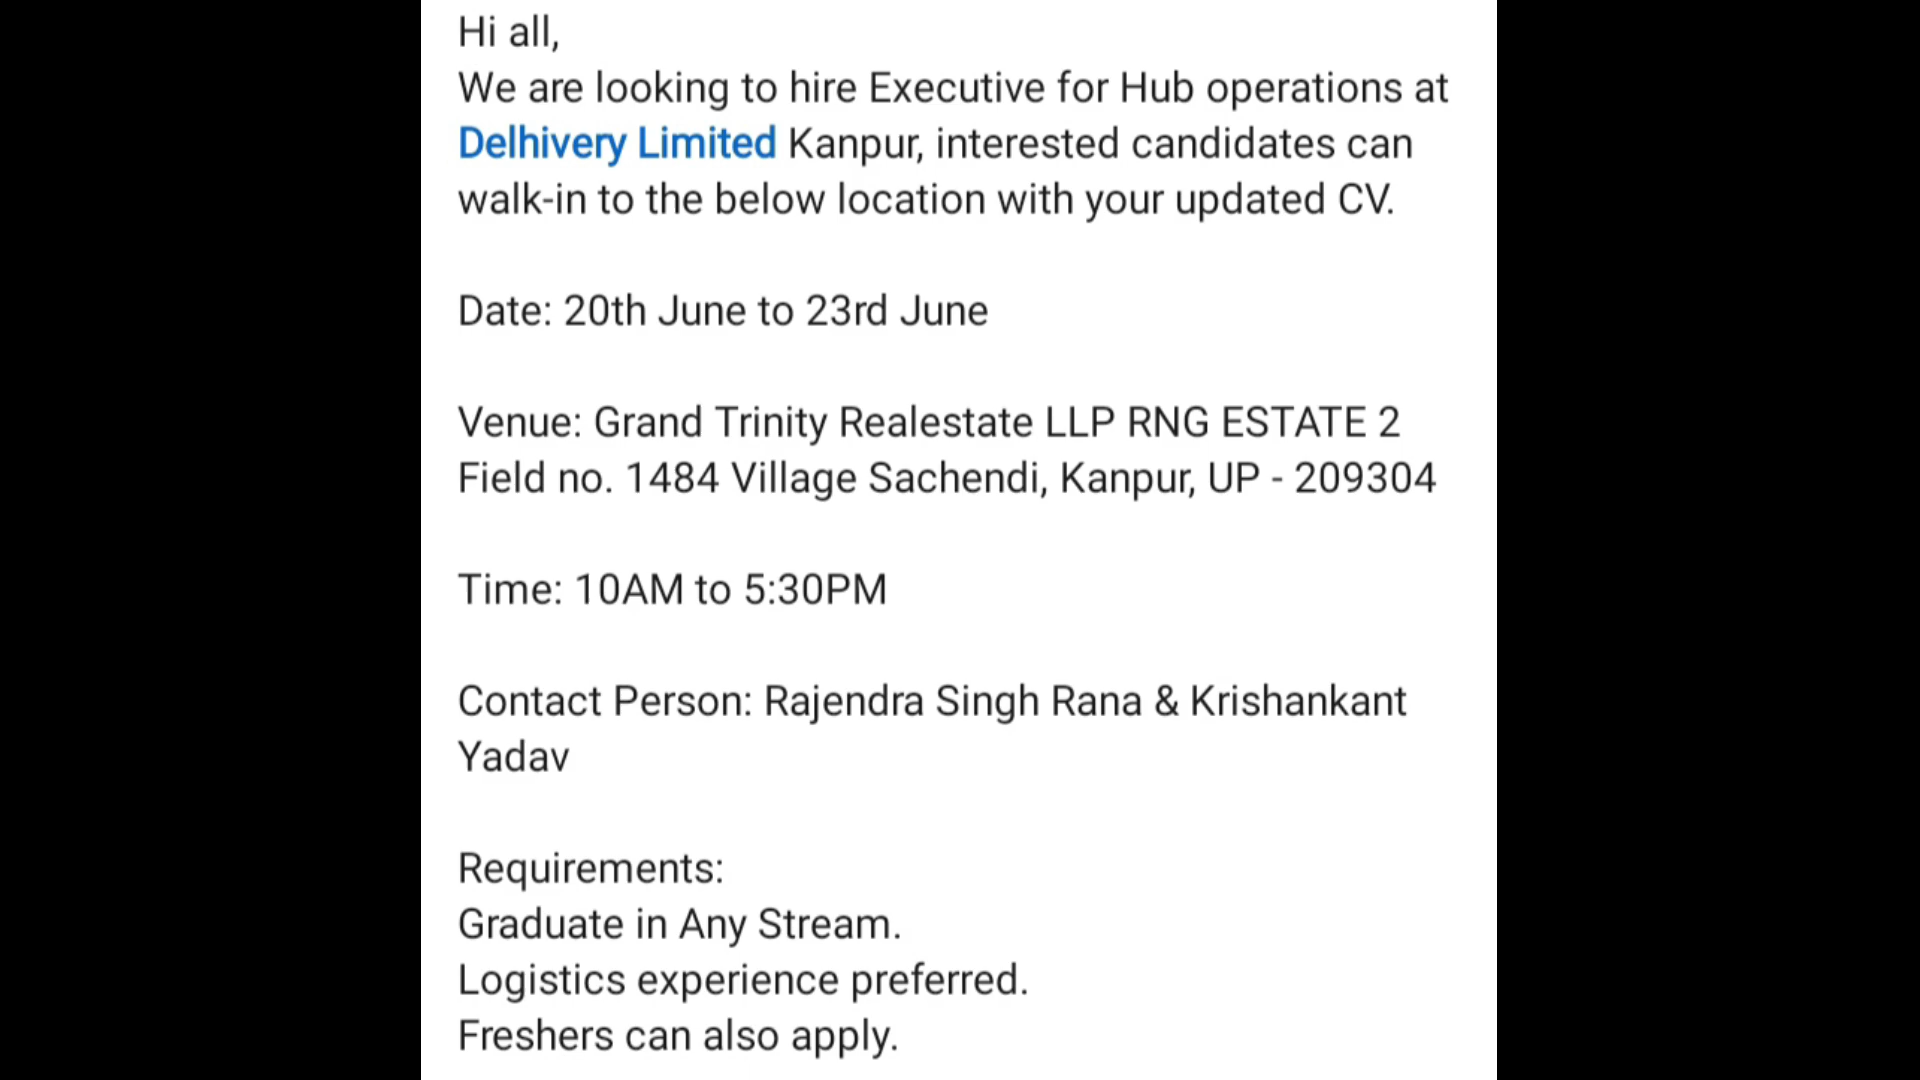 Hi all,
We are looking to hire Executive for Hub operations at
Delhivery Limited Kanpur, interested candidates can
walk-in to the below location with your updated CV.
Date: 20th June to 23rd June
Venue: Grand Trinity Realestate LLP RNG ESTATE 2
Field no. 1484 Village Sachendi, Kanpur, UP - 209304
Time: 10AM to 5:30PM
Contact Person: Rajendra Singh Rana & Krishankant
Yadav
Requirements:
Graduate in Any Stream.
Logistics experience preferred.
Freshers can also apply.